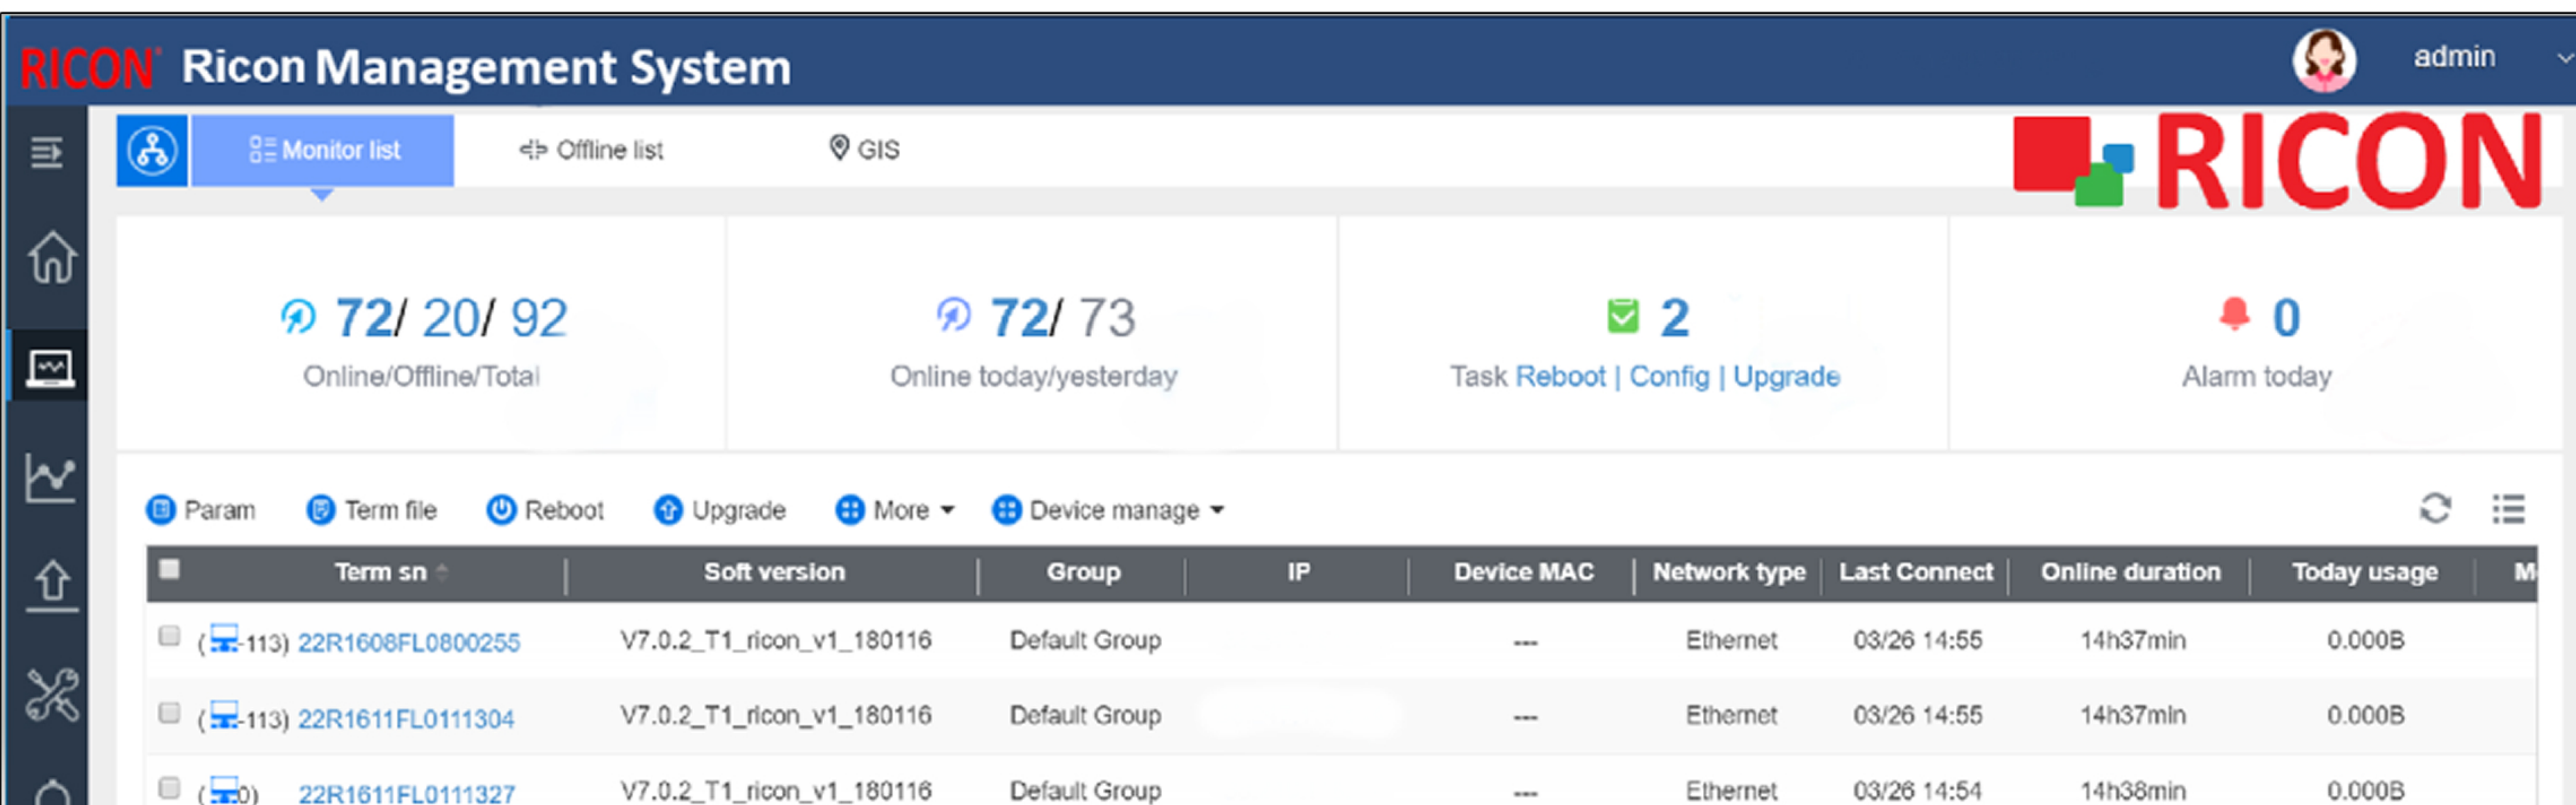 RICON Ricon Management System admin
Monitor list Offline list GIS RICON
72/ 20/ 92 72/ 73 2 0
Online/Offline/Total Online today/yesterday Task Reboot | Config | Upgrade Alarm today
Param Term file Reboot Upgrade More Device manage
Term sn Soft version Group IP Device MAC Network type Last Connect Online duration Today usage
( -113) 22R1608FL0800255 V7.0.2_T1_ricon_v1_180116 Default Group --- Ethernet 03/26 14:55 14h37min 0.000B
( -113) 22R1611FL0111304 V7.0.2_T1_ricon_v1_180116 Default Group --- Ethernet 03/26 14:55 14h37min 0.000B
( 0) 22R1611FL0111327 V7.0.2_T1_ricon_v1_180116 Default Group --- Ethernet 03/26 14:54 14h38min 0.000B